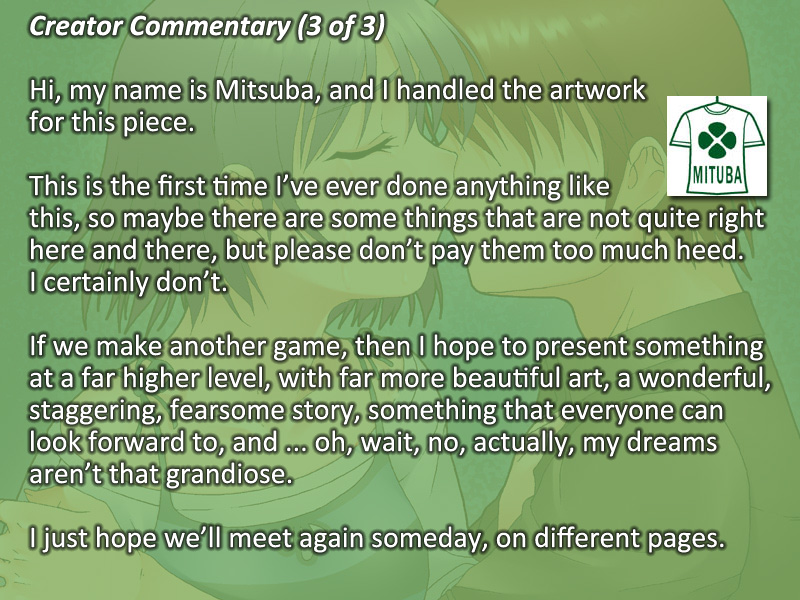 Creator Commentary (3 of 3)
Hi, my name is Mitsuba, and I handled the artwork
for this piece.
MITUBA
This is the first time I've ever done anything like
this, so maybe there are some things that are not quite right
here and there, but please don't pay them too much heed.
I certainly don't.
If we make another game, then I hope to present something
at a far higher level, with far more beautiful art, a wonderful,
staggering, fearsome story, something that everyone can
look forward to, and ... oh, wait, no, actually, my dreams
aren't that grandiose.
I just hope we'll meet again someday, on different pages.